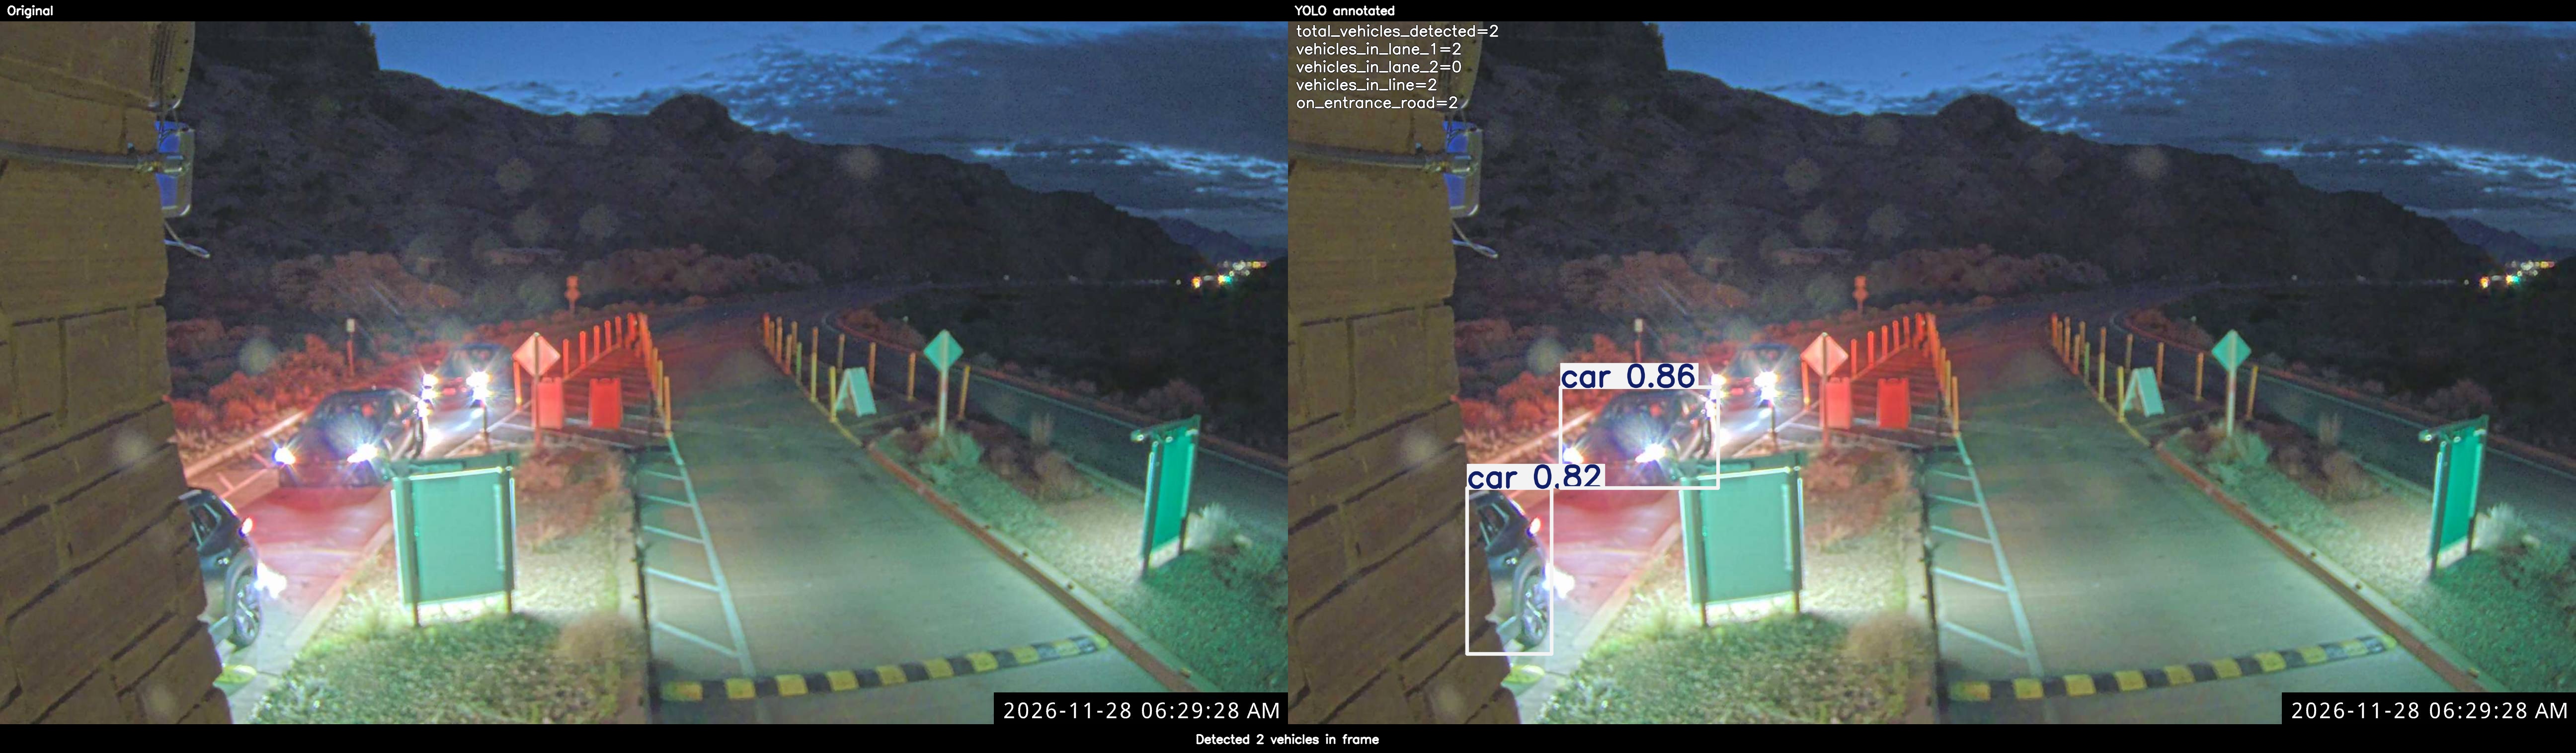 Original
YOLO annotated
total_vehicles_detected=2
vehicles_in_lane_1=2
vehicles_in_lane_2=0
vehicles_in_line=2
on_entrance_road=2
car 0.86
car 0.82
2026-11-28 06:29:28 AM
2026-11-28 06:29:28 AM
Detected 2 vehicles in frame